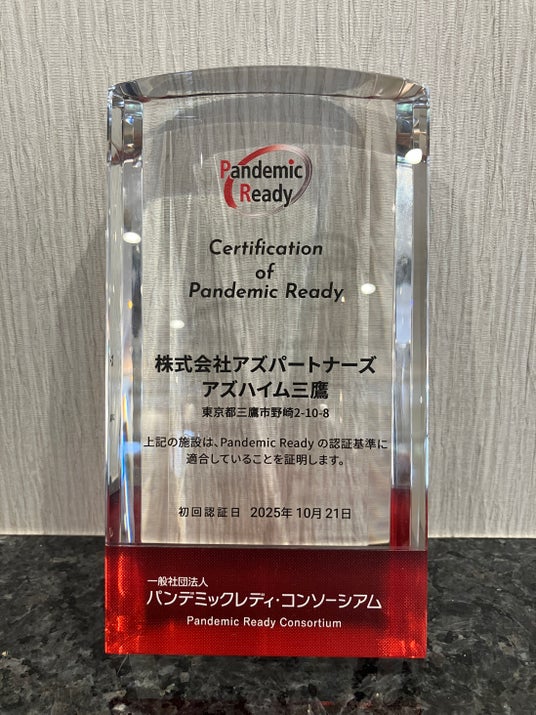 Pandemic
Ready
Certification
of
Pandemic Ready
株式会社アズパートナーズ
アズハイム三鷹
東京都三鷹市野崎2-10-8
上記の施設は、Pandemic Ready の認証基準に
適合していることを証明します。
初回認証日 2025年10月21日
一般社団法人
パンデミックレディ・コンソーシアム
Pandemic Ready Consortium